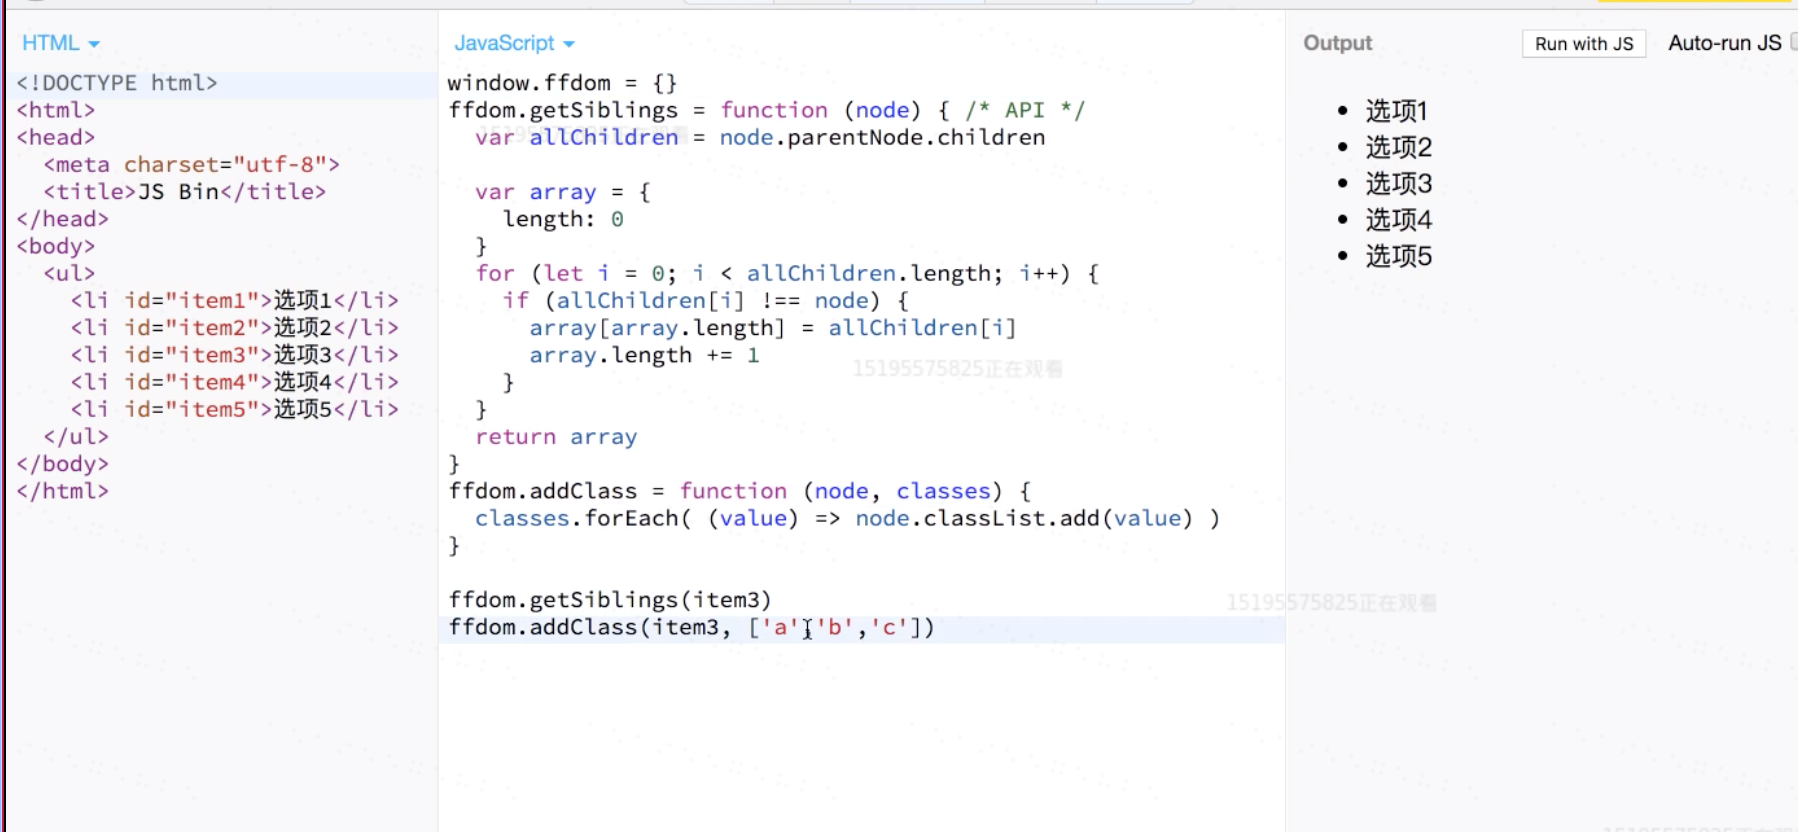 HTML
<!DOCTYPE html>
<html>
<head>
  <meta charset="utf-8">
  <title>JS Bin</title>
</head>
<body>
  <ul>
    <li id="item1">选项1</li>
    <li id="item2">选项2</li>
    <li id="item3">选项3</li>
    <li id="item4">选项4</li>
    <li id="item5">选项5</li>
  </ul>
</body>
</html>
JavaScript
window.ffdom = {}
ffdom.getSiblings = function (node) { /* API */
  var allChildren = node.parentNode.children
  var array = {
    length: 0
  }
  for (let i = 0; i < allChildren.length; i++) {
    if (allChildren[i] !== node) {
      array[array.length] = allChildren[i]
      array.length += 1
    }
  }
  return array
}
ffdom.addClass = function (node, classes) {
  classes.forEach( (value) => node.classList.add(value) )
}
ffdom.getSiblings(item3)
ffdom.addClass(item3, ['a','b','c'])
15195575825正在观看
15195575825正在观看
Output
Run with JS
Auto-run JS
选项1
选项2
选项3
选项4
选项5